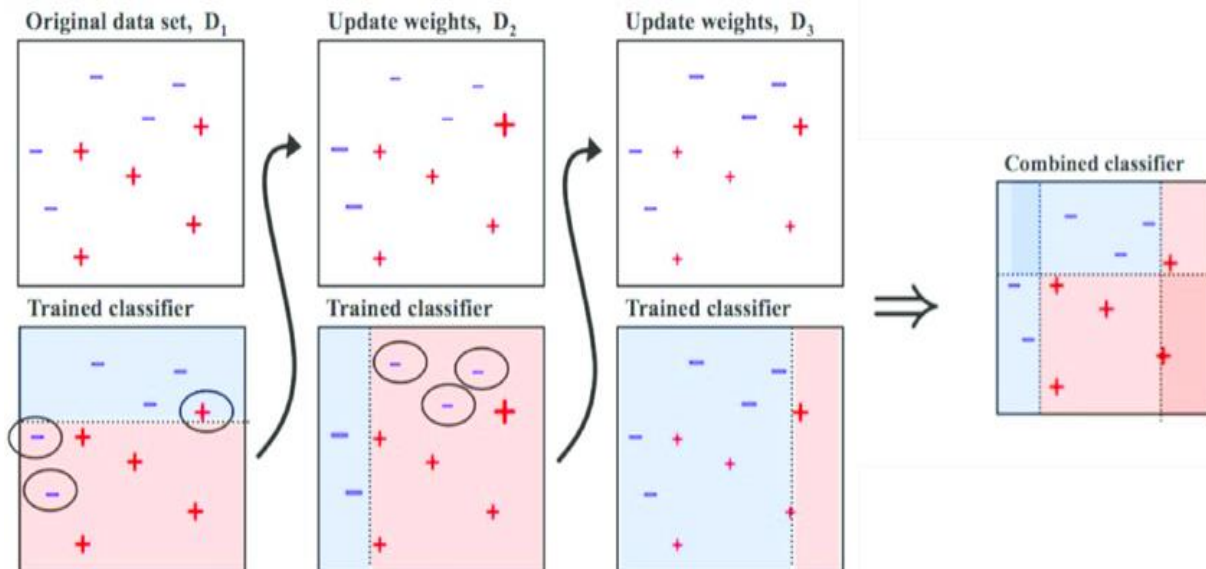 Original data set, D₁
Update weights, D₂
Update weights, D₃
Combined classifier
Trained classifier
Trained classifier
Trained classifier